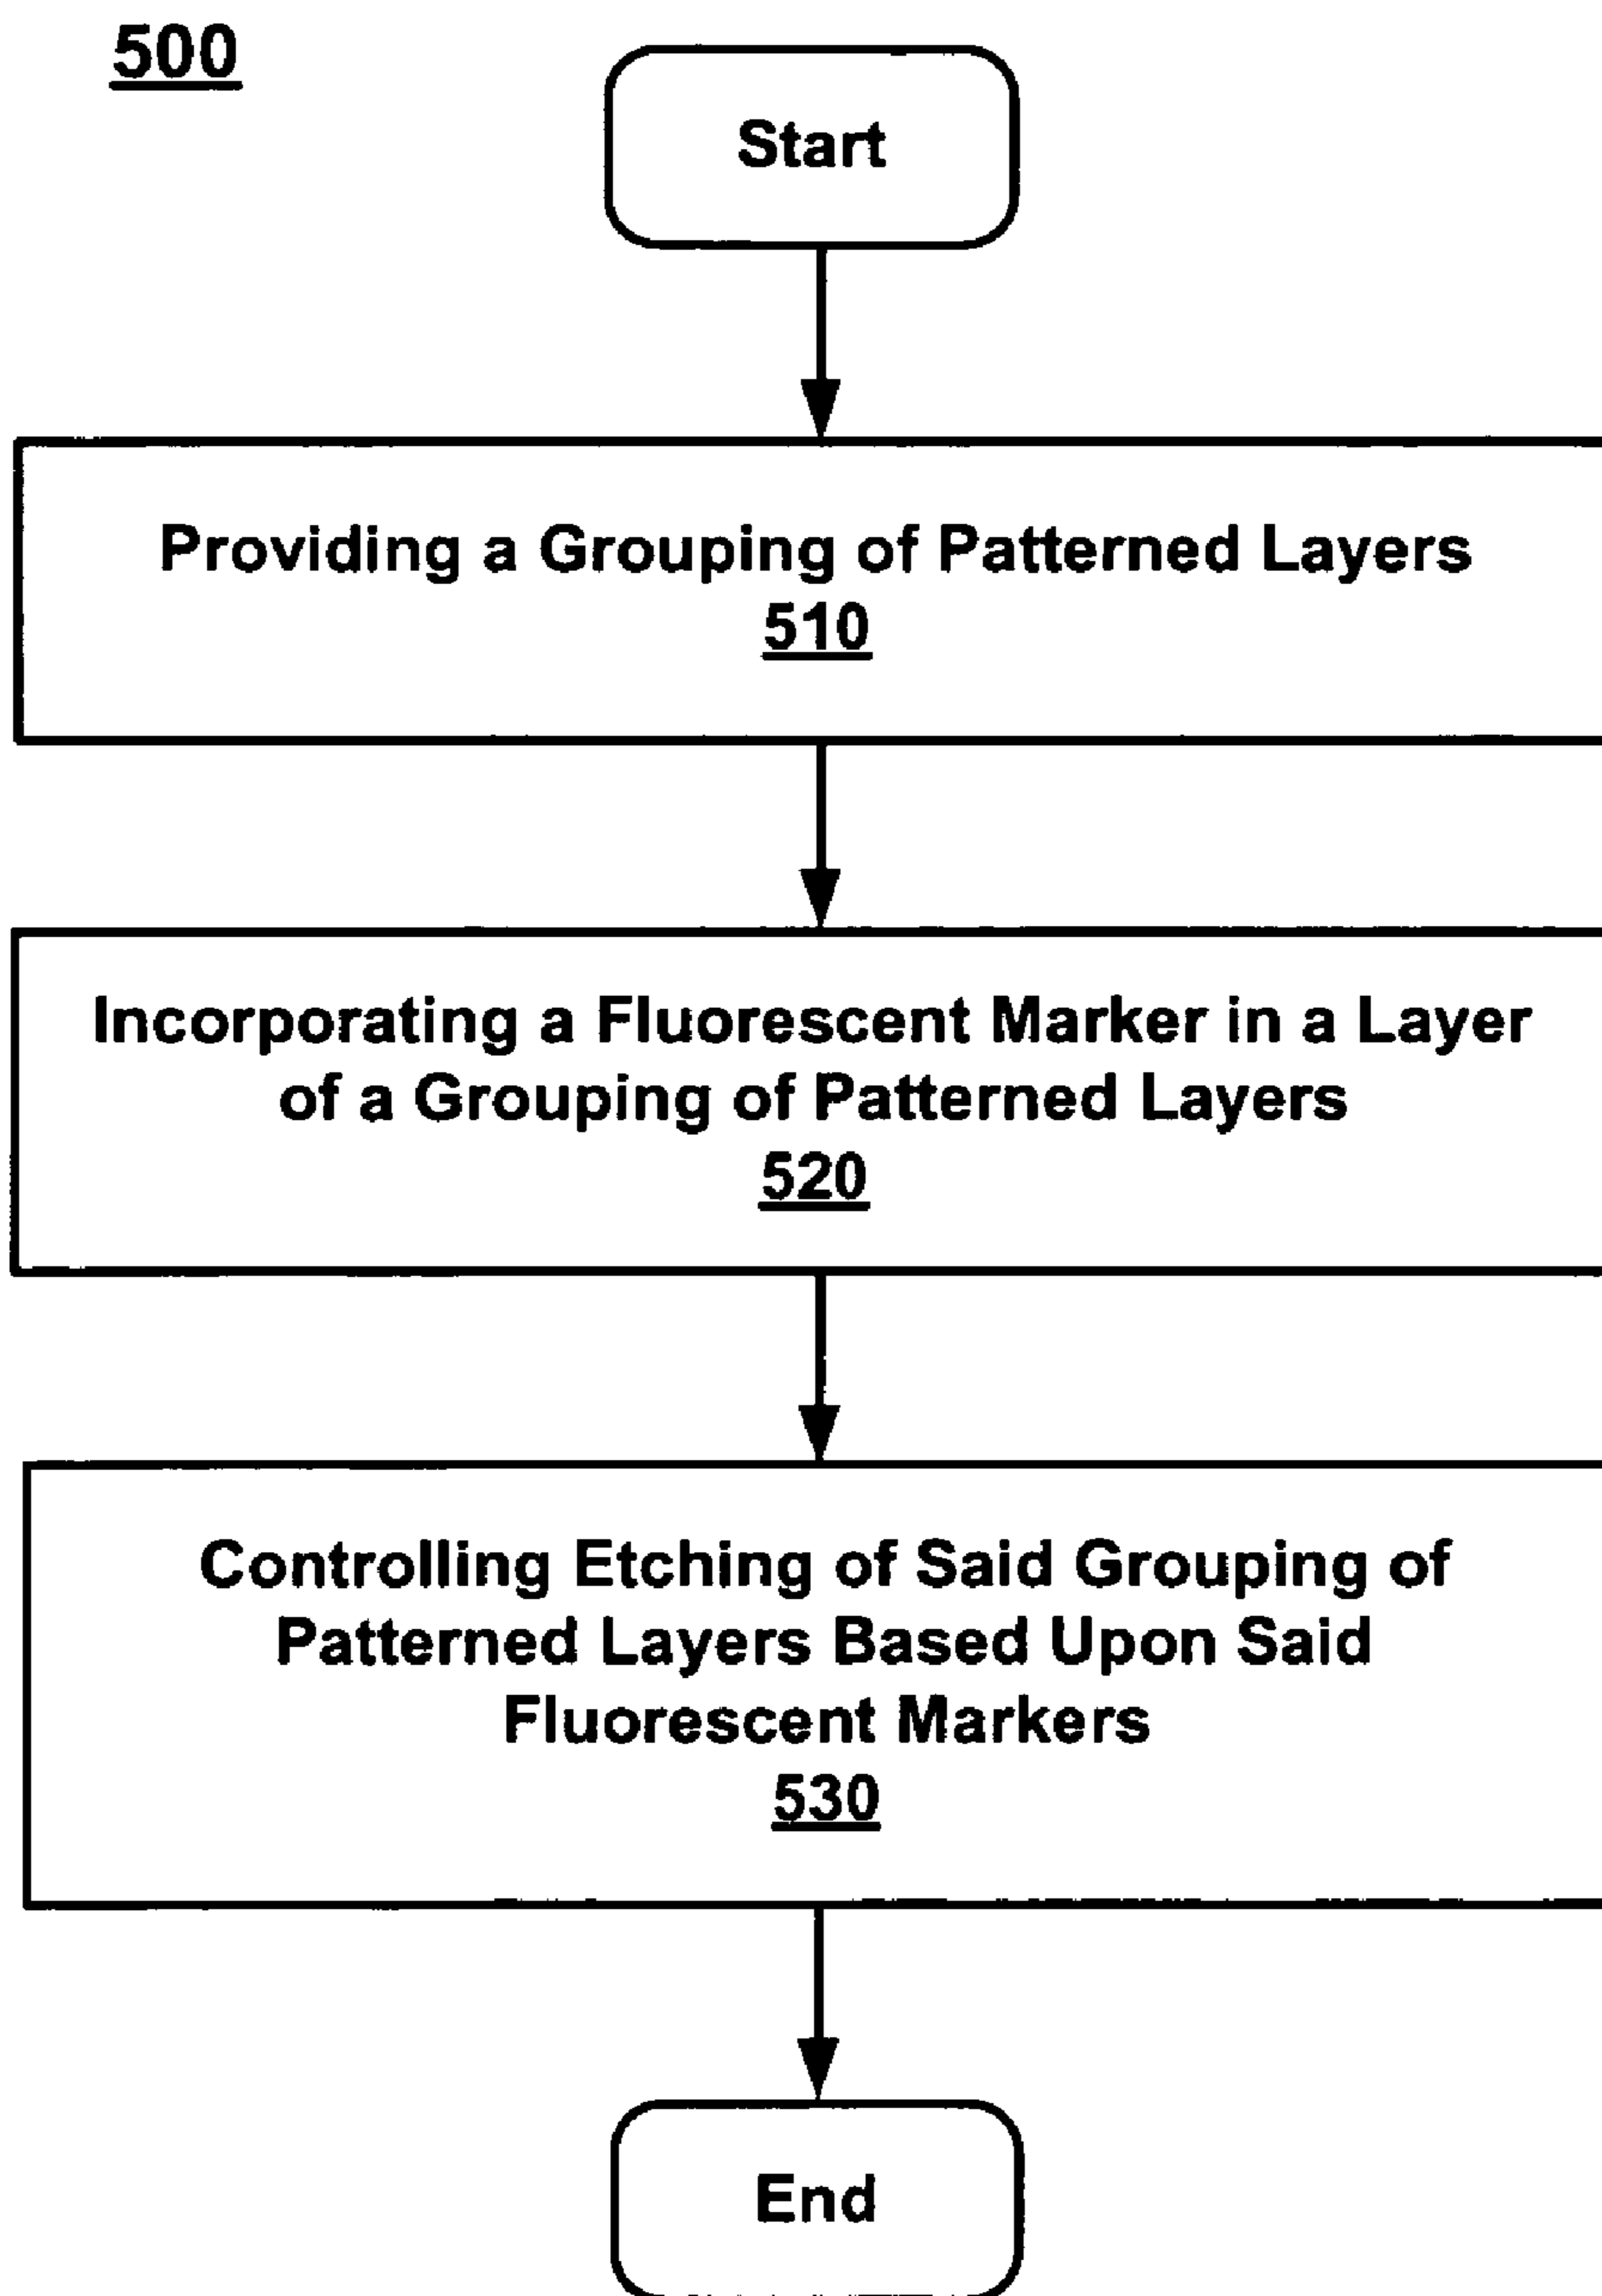 500
Start
Providing a Grouping of Patterned Layers
510
Incorporating a Fluorescent Marker in a Layer
of a Grouping of Patterned Layers
520
Controlling Etching of Said Grouping of
Patterned Layers Based Upon Said
Fluorescent Markers
530
End